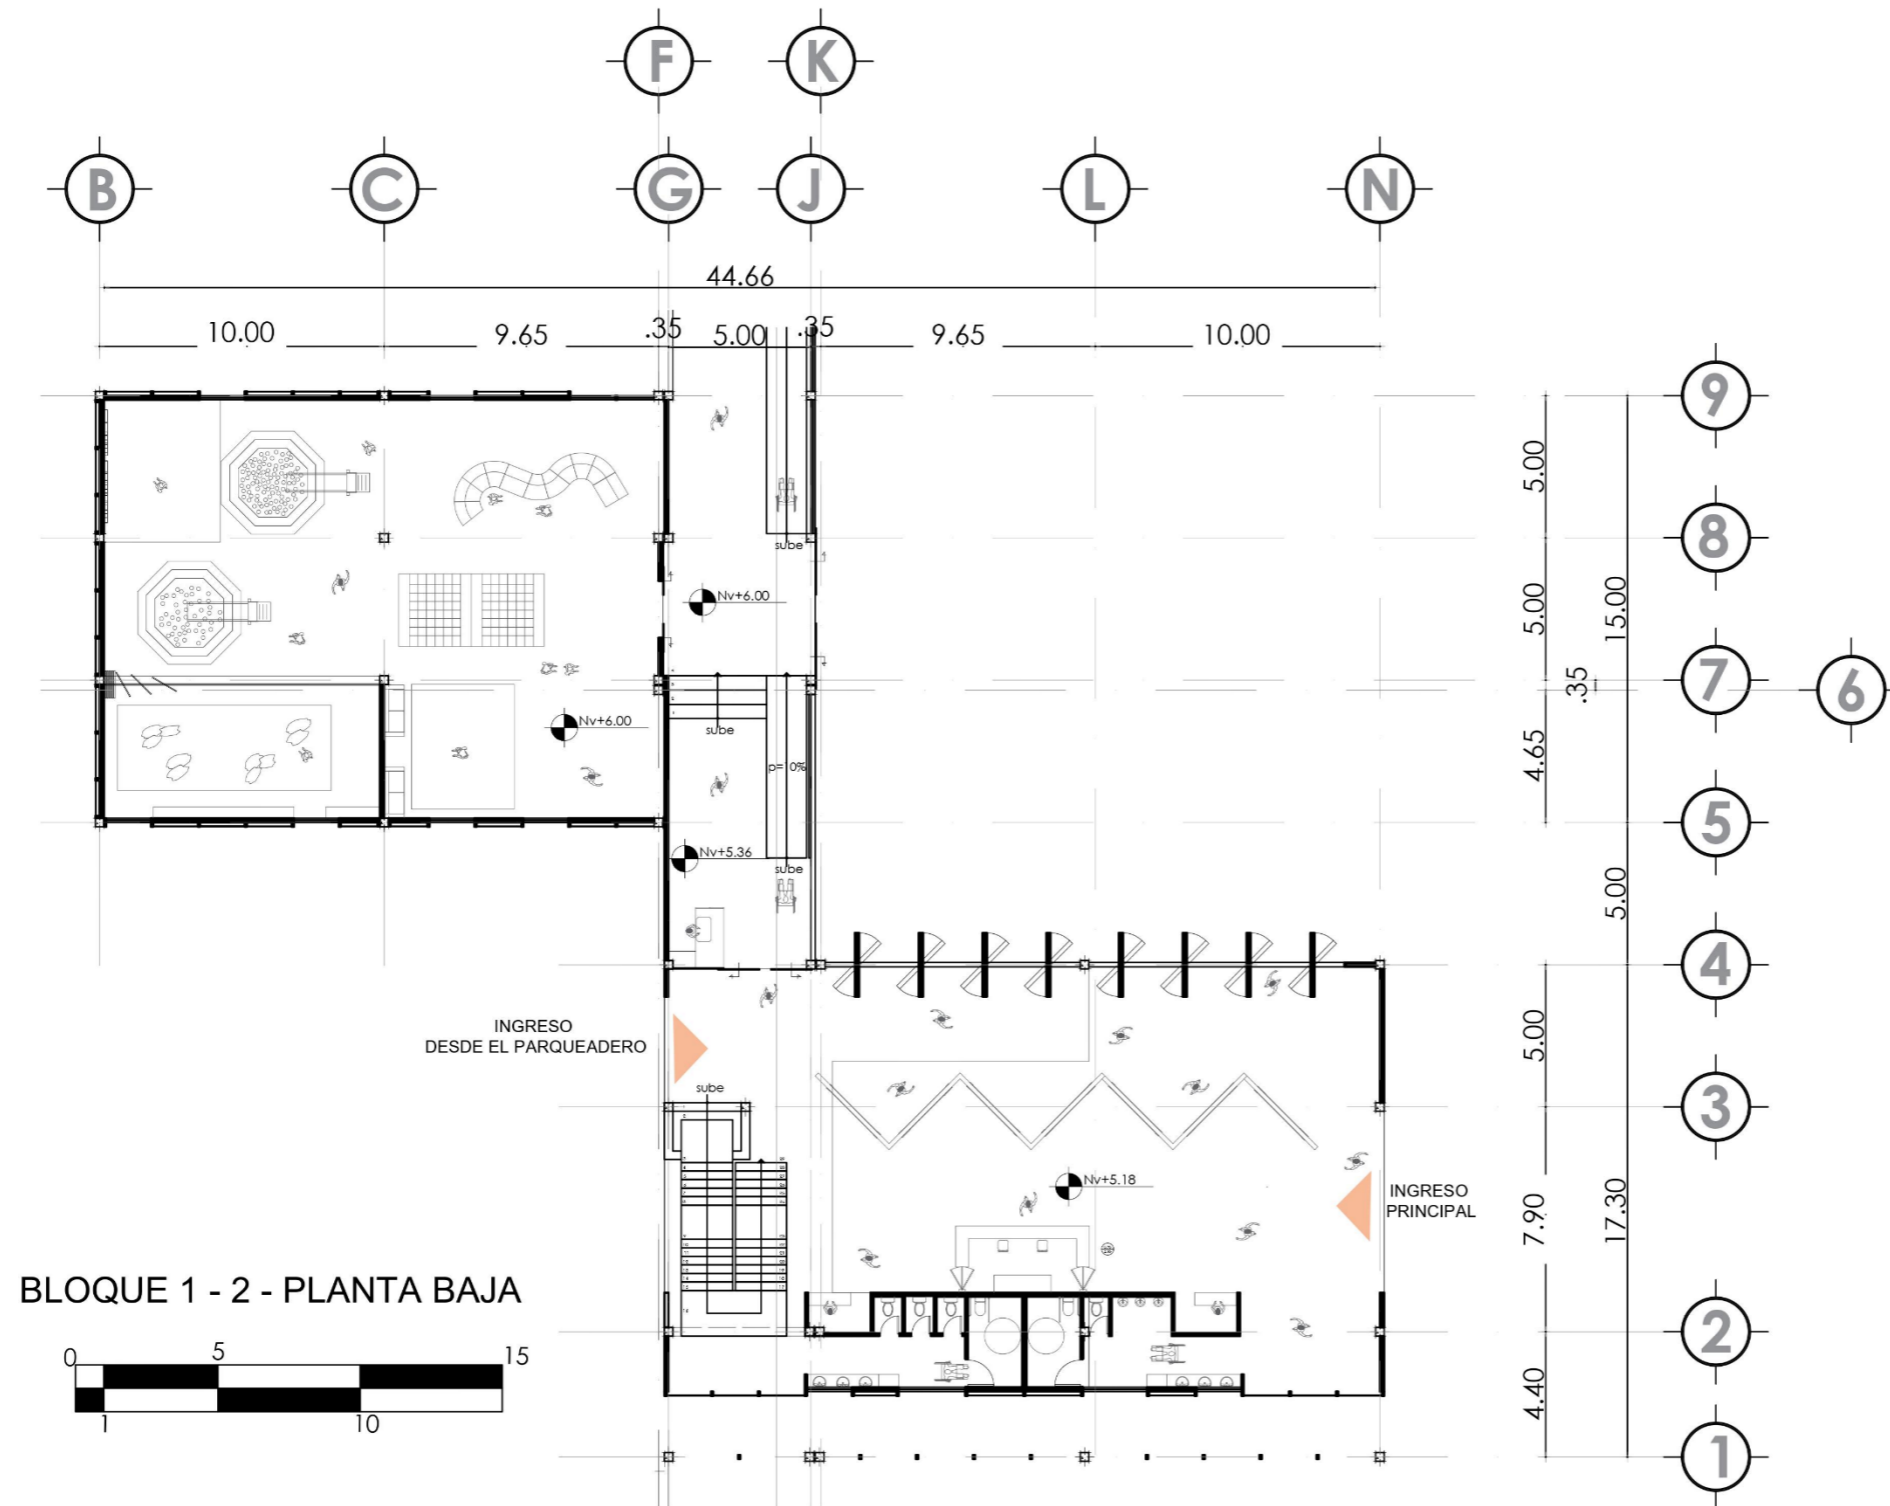 F K
B C G J L N
44.66
10.00 9.65 .35 5.00 .35 9.65 10.00
9
5.00
sube
8
Nv+6.00
5.00
15.00
7
6
.35
Nv+6.00
sube
p=10%
4.65
5
Nv+5.36
sube
5.00
4
INGRESO
DESDE EL PARQUEADERO
5.00
sube
3
Nv+5.18
INGRESO
PRINCIPAL
7.90
17.30
BLOQUE 1 - 2 - PLANTA BAJA
2
0 5 15
1 10
4.40
1